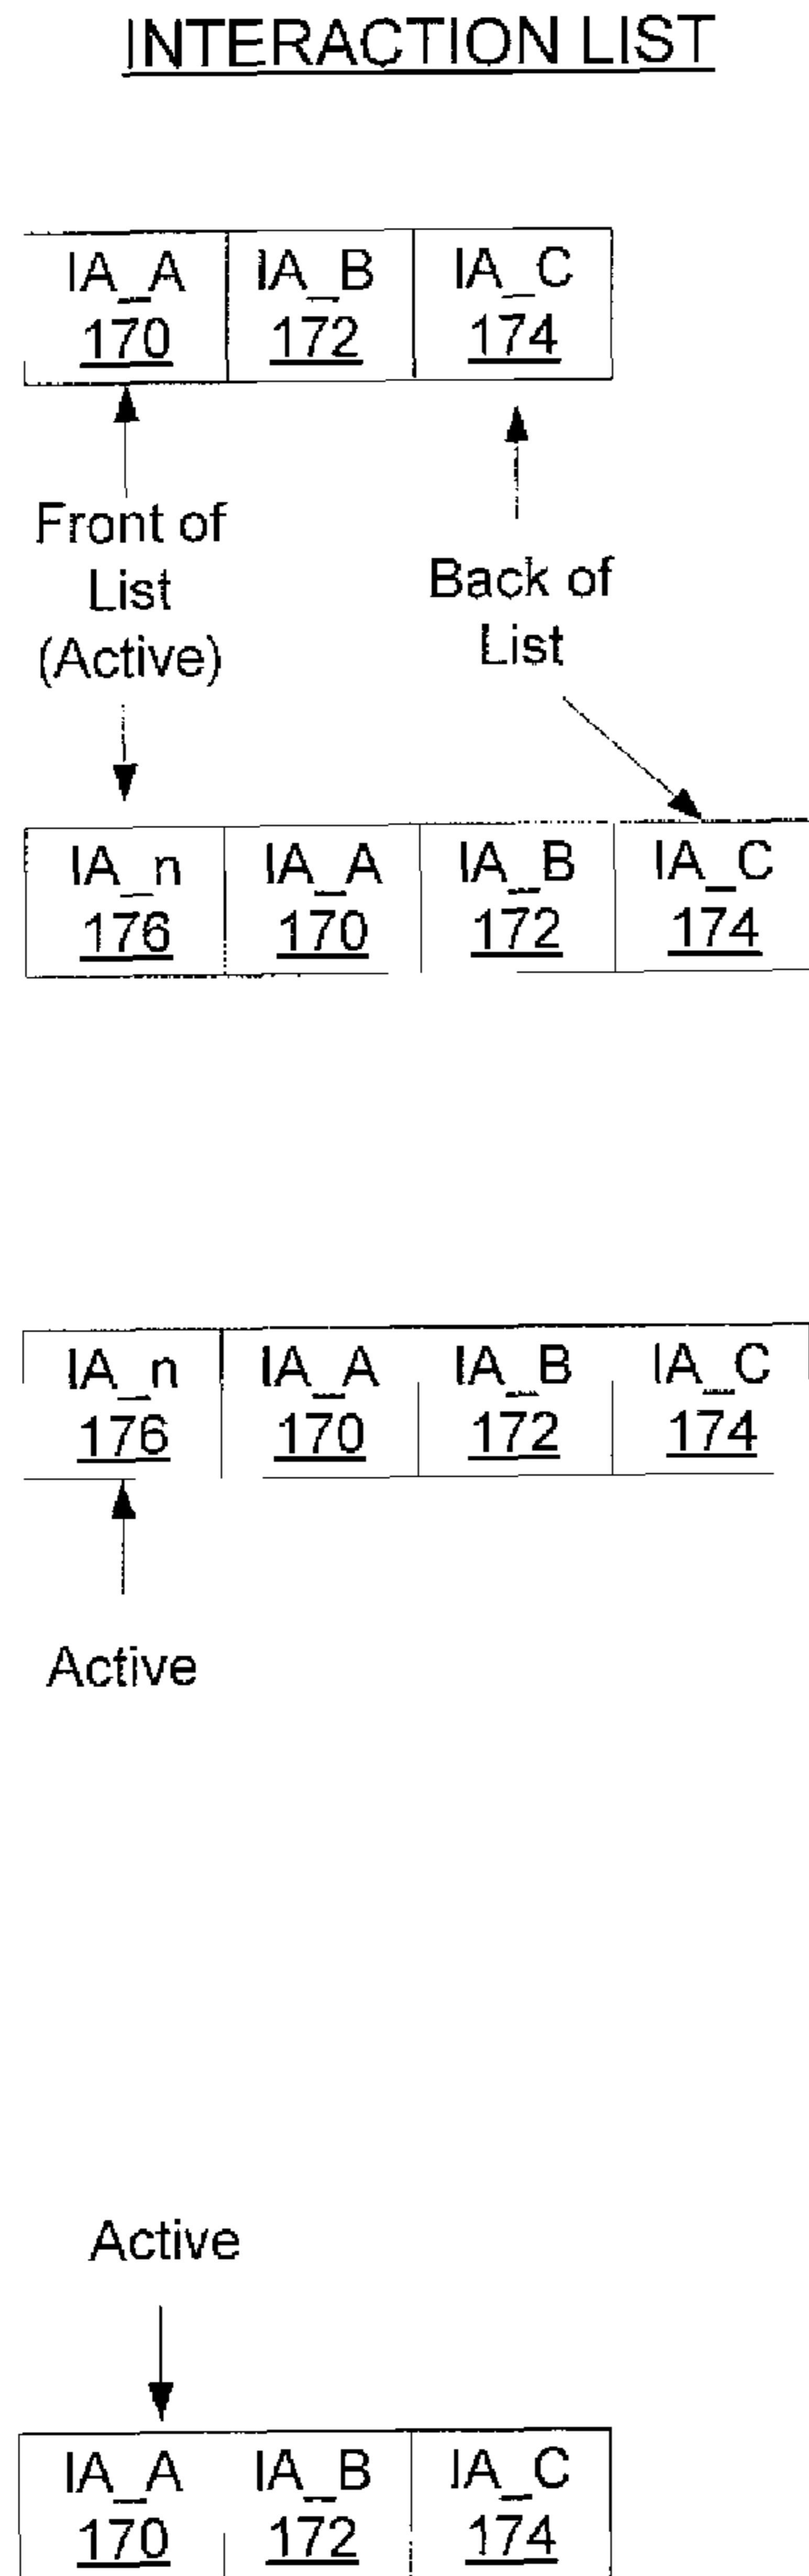 INTERACTION LIST
IA_A IA_B IA_C
170 172 174
Front of
List
(Active)
Back of
List
IA_n IA_A IA_B IA_C
176 170 172 174
IA_n IA_A IA_B IA_C
176 170 172 174
Active
Active
IA_A IA_B IA_C
170 172 174